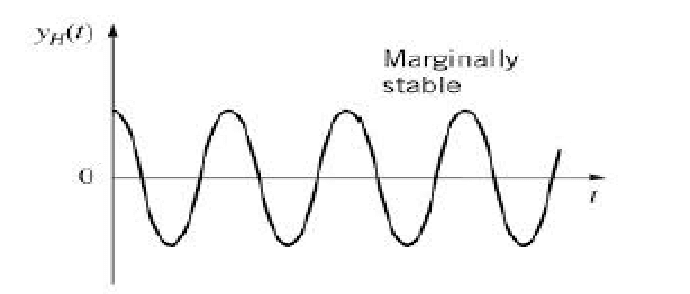 y_H(t)
Marginally
stable
0
t